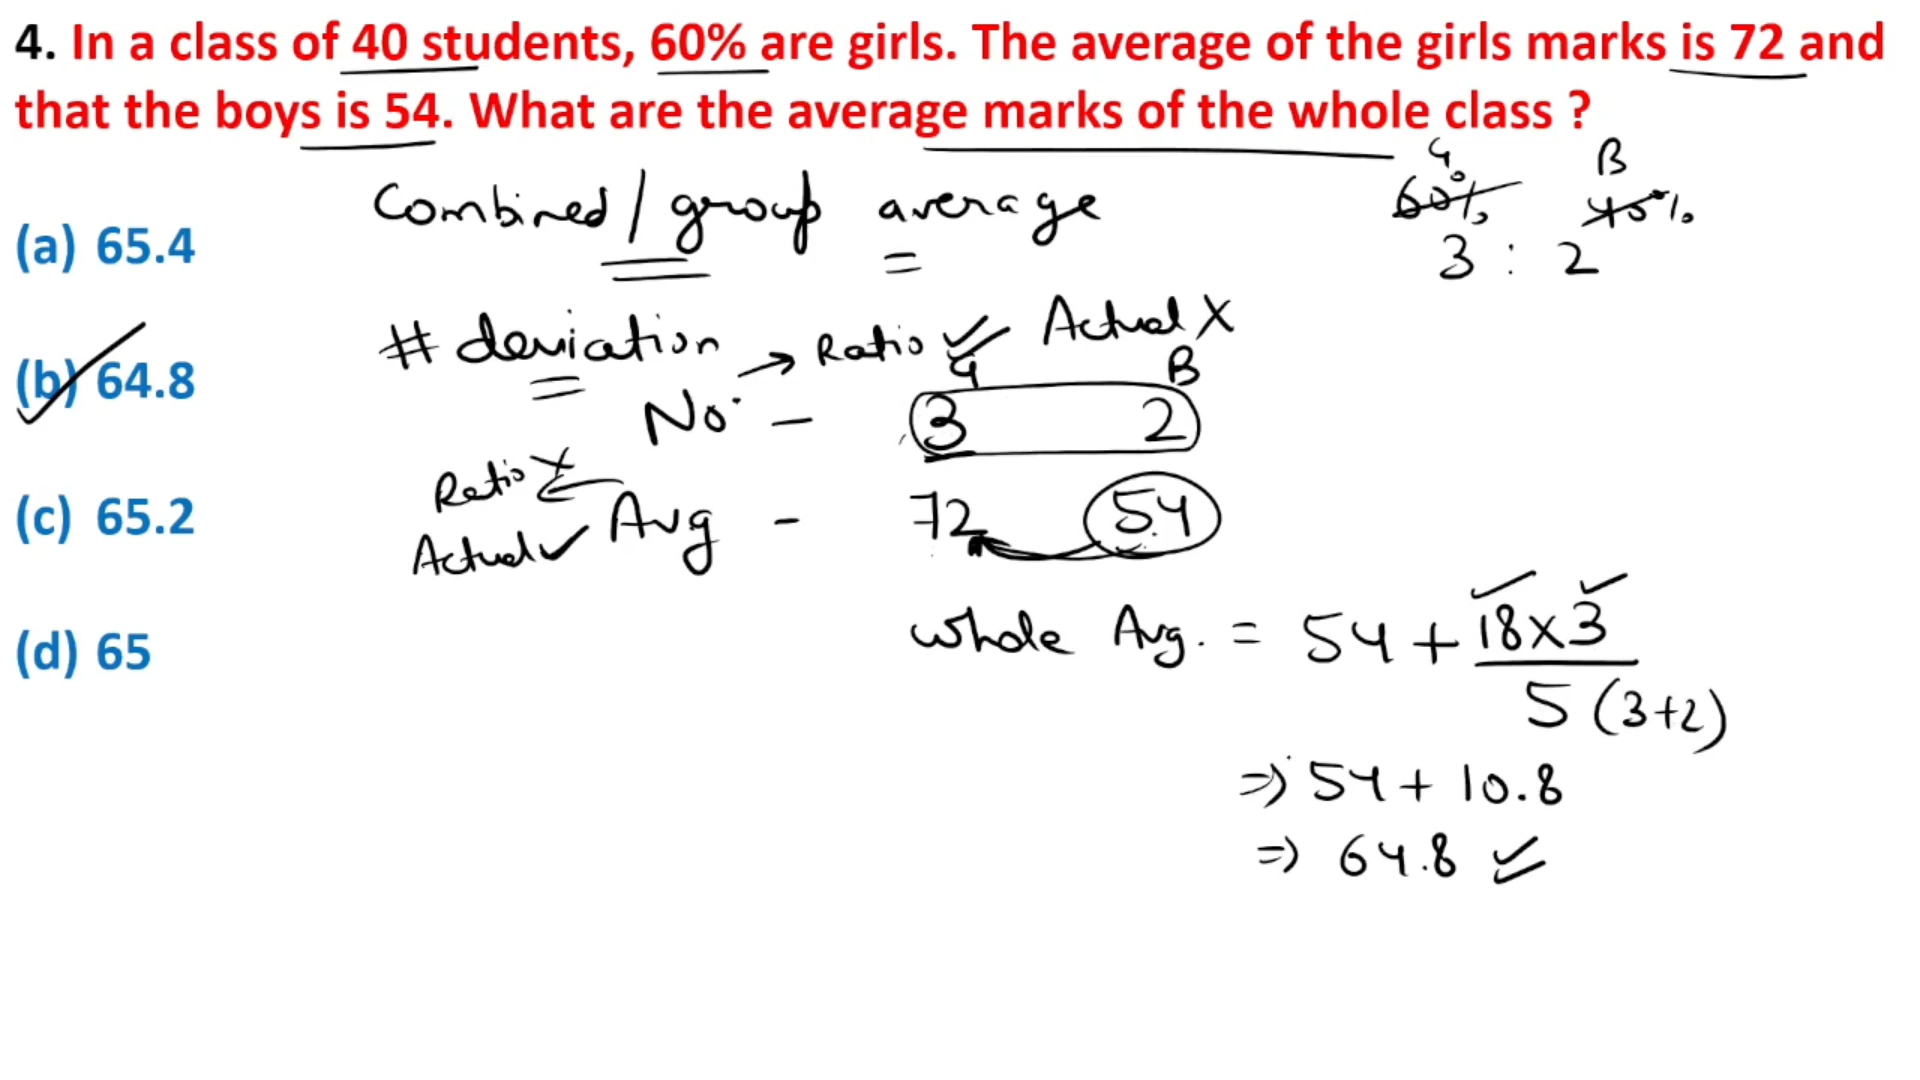 4. In a class of 40 students, 60% are girls. The average of the girls marks is 72 and
that the boys is 54. What are the average marks of the whole class ?
G B
60% 40%
3 : 2
Combined / group average
(a) 65.4
# deviation → Ratio ✓ Actual X
G B
(b) 64.8
No. - 3 2
Ratio X
(c) 65.2
Actual ✓ Avg - 72 54
whole Avg. = 54 + 18x3
5 (3+2)
(d) 65
=> 54 + 10.8
=> 64.8 ✓